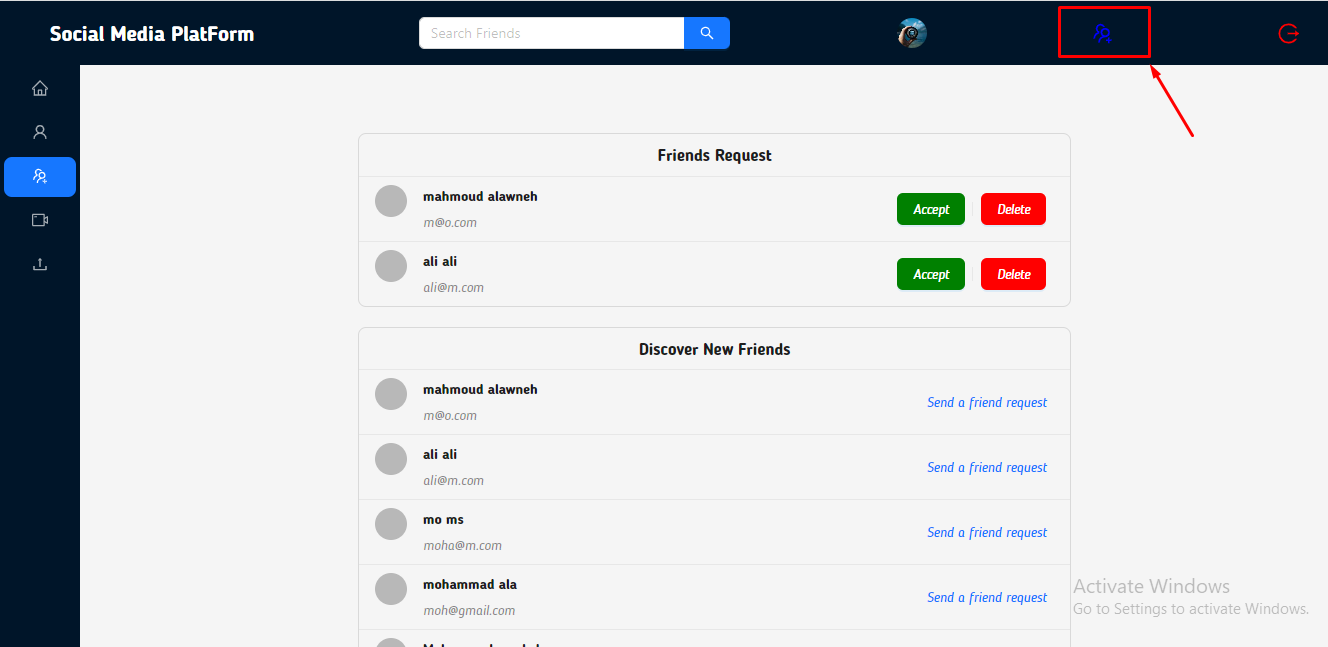 Social Media PlatForm
Search Friends
Friends Request
mahmoud alawneh
m@o.com
Accept
Delete
ali ali
ali@m.com
Accept
Delete
Discover New Friends
mahmoud alawneh
m@o.com
Send a friend request
ali ali
ali@m.com
Send a friend request
mo ms
moha@m.com
Send a friend request
mohammad ala
moh@gmail.com
Send a friend request
Activate Windows
Go to Settings to activate Windows.